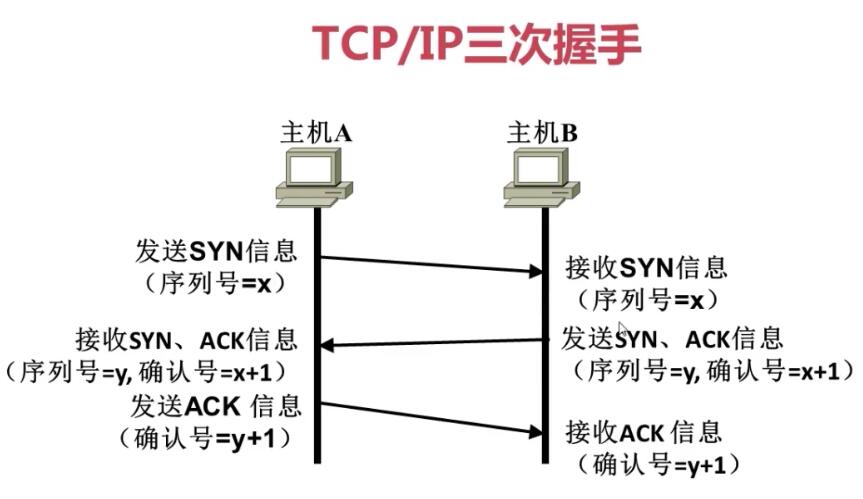 TCP/IP三次握手
主机A
主机B
发送SYN信息
（序列号=x）
接收SYN信息
（序列号=x）
接收SYN、ACK信息
（序列号=y, 确认号=x+1）
发送SYN、ACK信息
（序列号=y, 确认号=x+1）
发送ACK 信息
（确认号=y+1）
接收ACK 信息
（确认号=y+1）